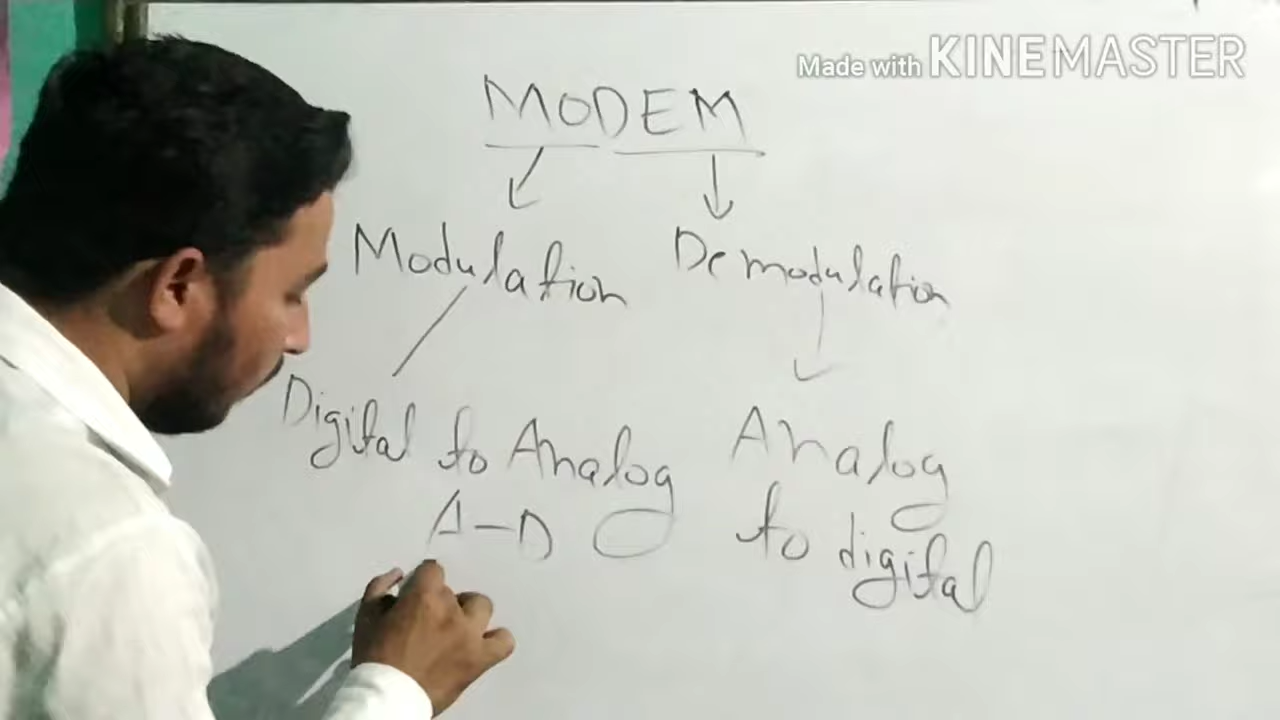 Made with KINEMASTER
MODEM
Modulation Demodulation
Digital to Analog
A-D
Analog
to digital